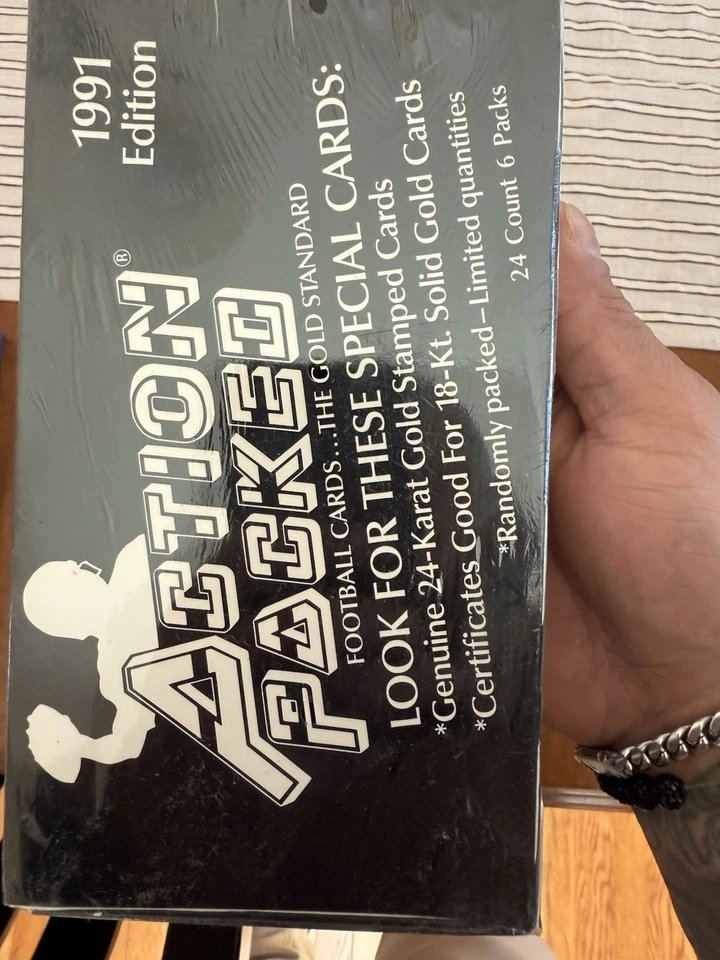 1991
Edition
ACTION
PACKED®
FOOTBALL CARDS...THE GOLD STANDARD
LOOK FOR THESE SPECIAL CARDS:
*Genuine 24-Karat Gold Stamped Cards
*Certificates Good For 18-Kt. Solid Gold Cards
*Randomly packed–Limited quantities
24 Count 6 Packs